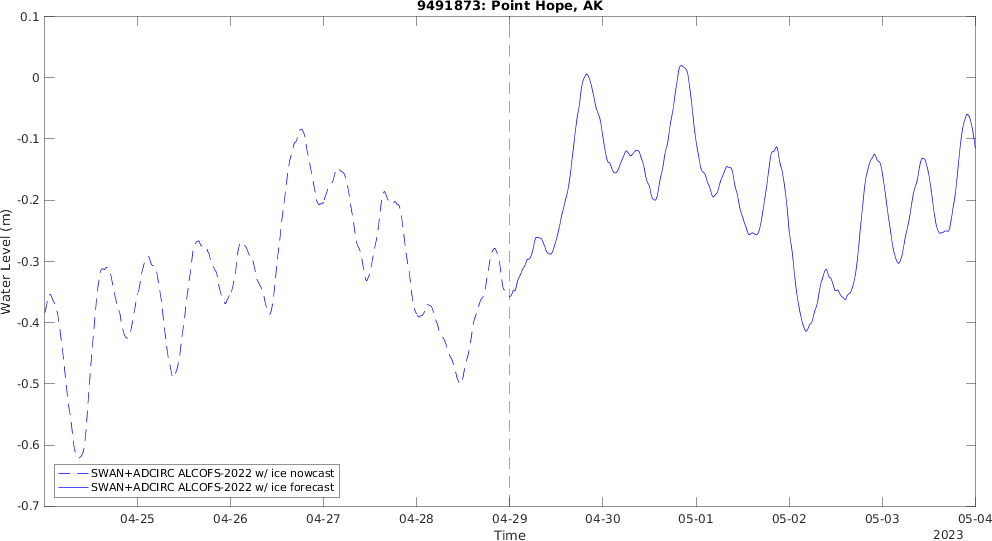 9491873: Point Hope, AK
0.1
0
-0.1
-0.2
-0.3
-0.4
-0.5
-0.6
-0.7
Water Level (m)
SWAN+ADCIRC ALCOFS-2022 w/ ice nowcast
SWAN+ADCIRC ALCOFS-2022 w/ ice forecast
04-25 04-26 04-27 04-28 04-29 04-30 05-01 05-02 05-03 05-04
Time
2023